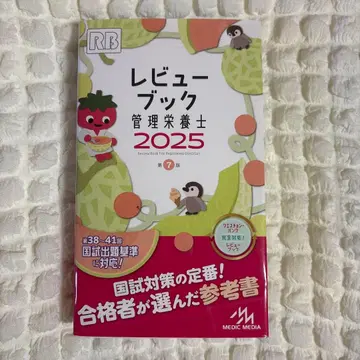 RB
レビュー
ブック
管理栄養士
2025
第7版
第38~41回
国試出題基準
に対応!
国試対策の定番!
合格者が選んだ参考書
MEDIC MEDIA